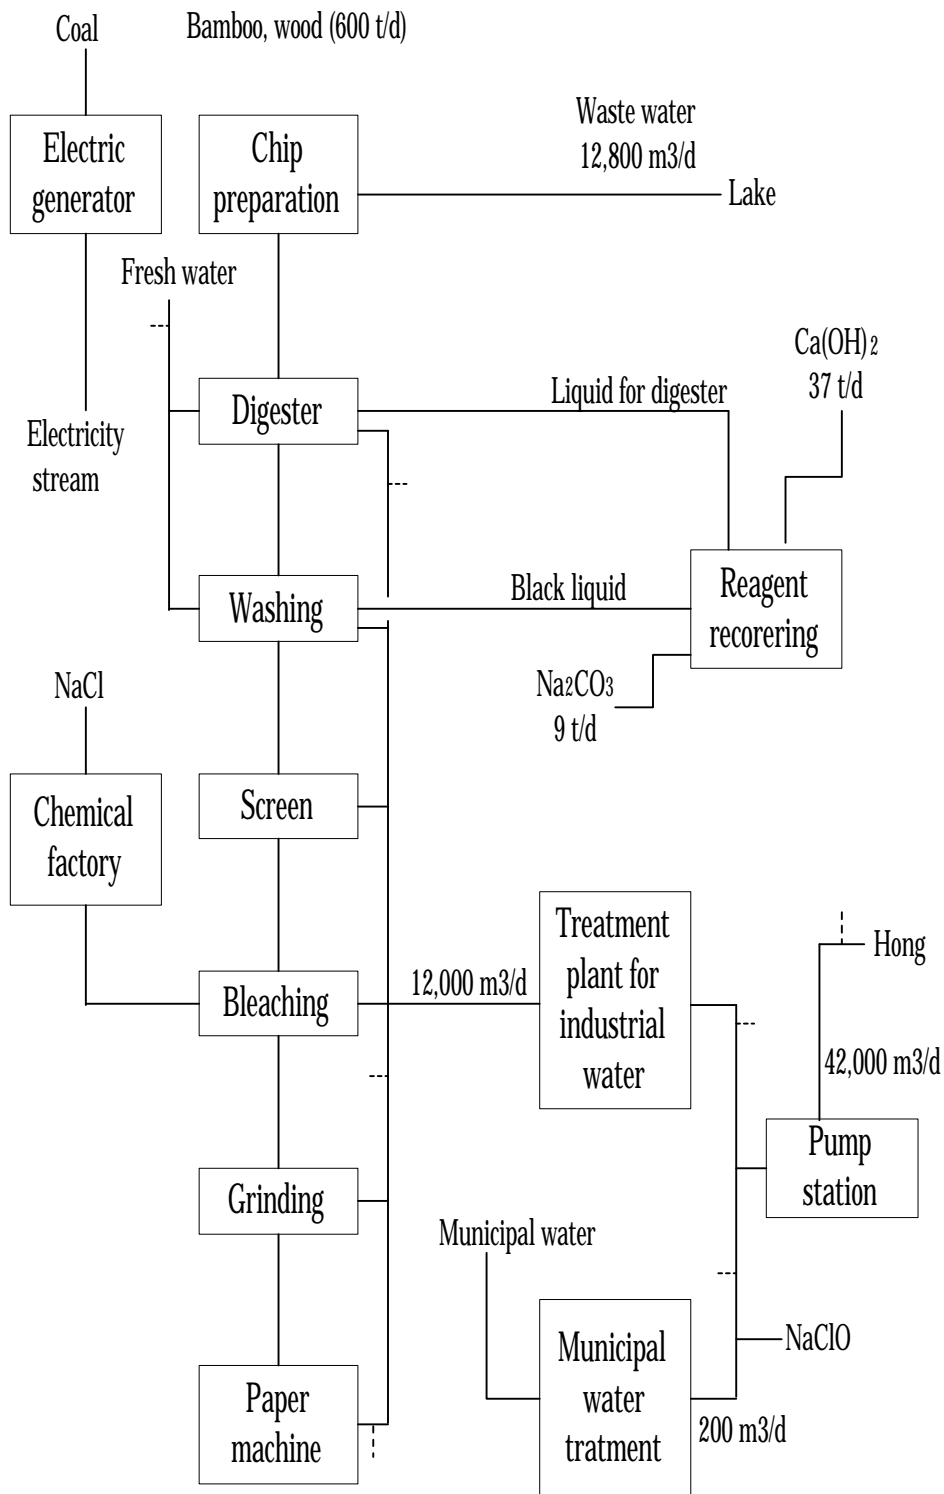 Coal
Bamboo, wood (600 t/d)
Electric
generator
Chip
preparation
Waste water
12,800 m3/d
Lake
Fresh water
Ca(OH)2
37 t/d
Digester
Liquid for digester
Electricity
stream
Washing
Black liquid
Reagent
recorering
NaCl
Na2CO3
9 t/d
Chemical
factory
Screen
Treatment
plant for
industrial
water
Hong
Bleaching
12,000 m3/d
42,000 m3/d
Pump
station
Grinding
Municipal water
NaClO
Municipal
water
tratment
200 m3/d
Paper
machine